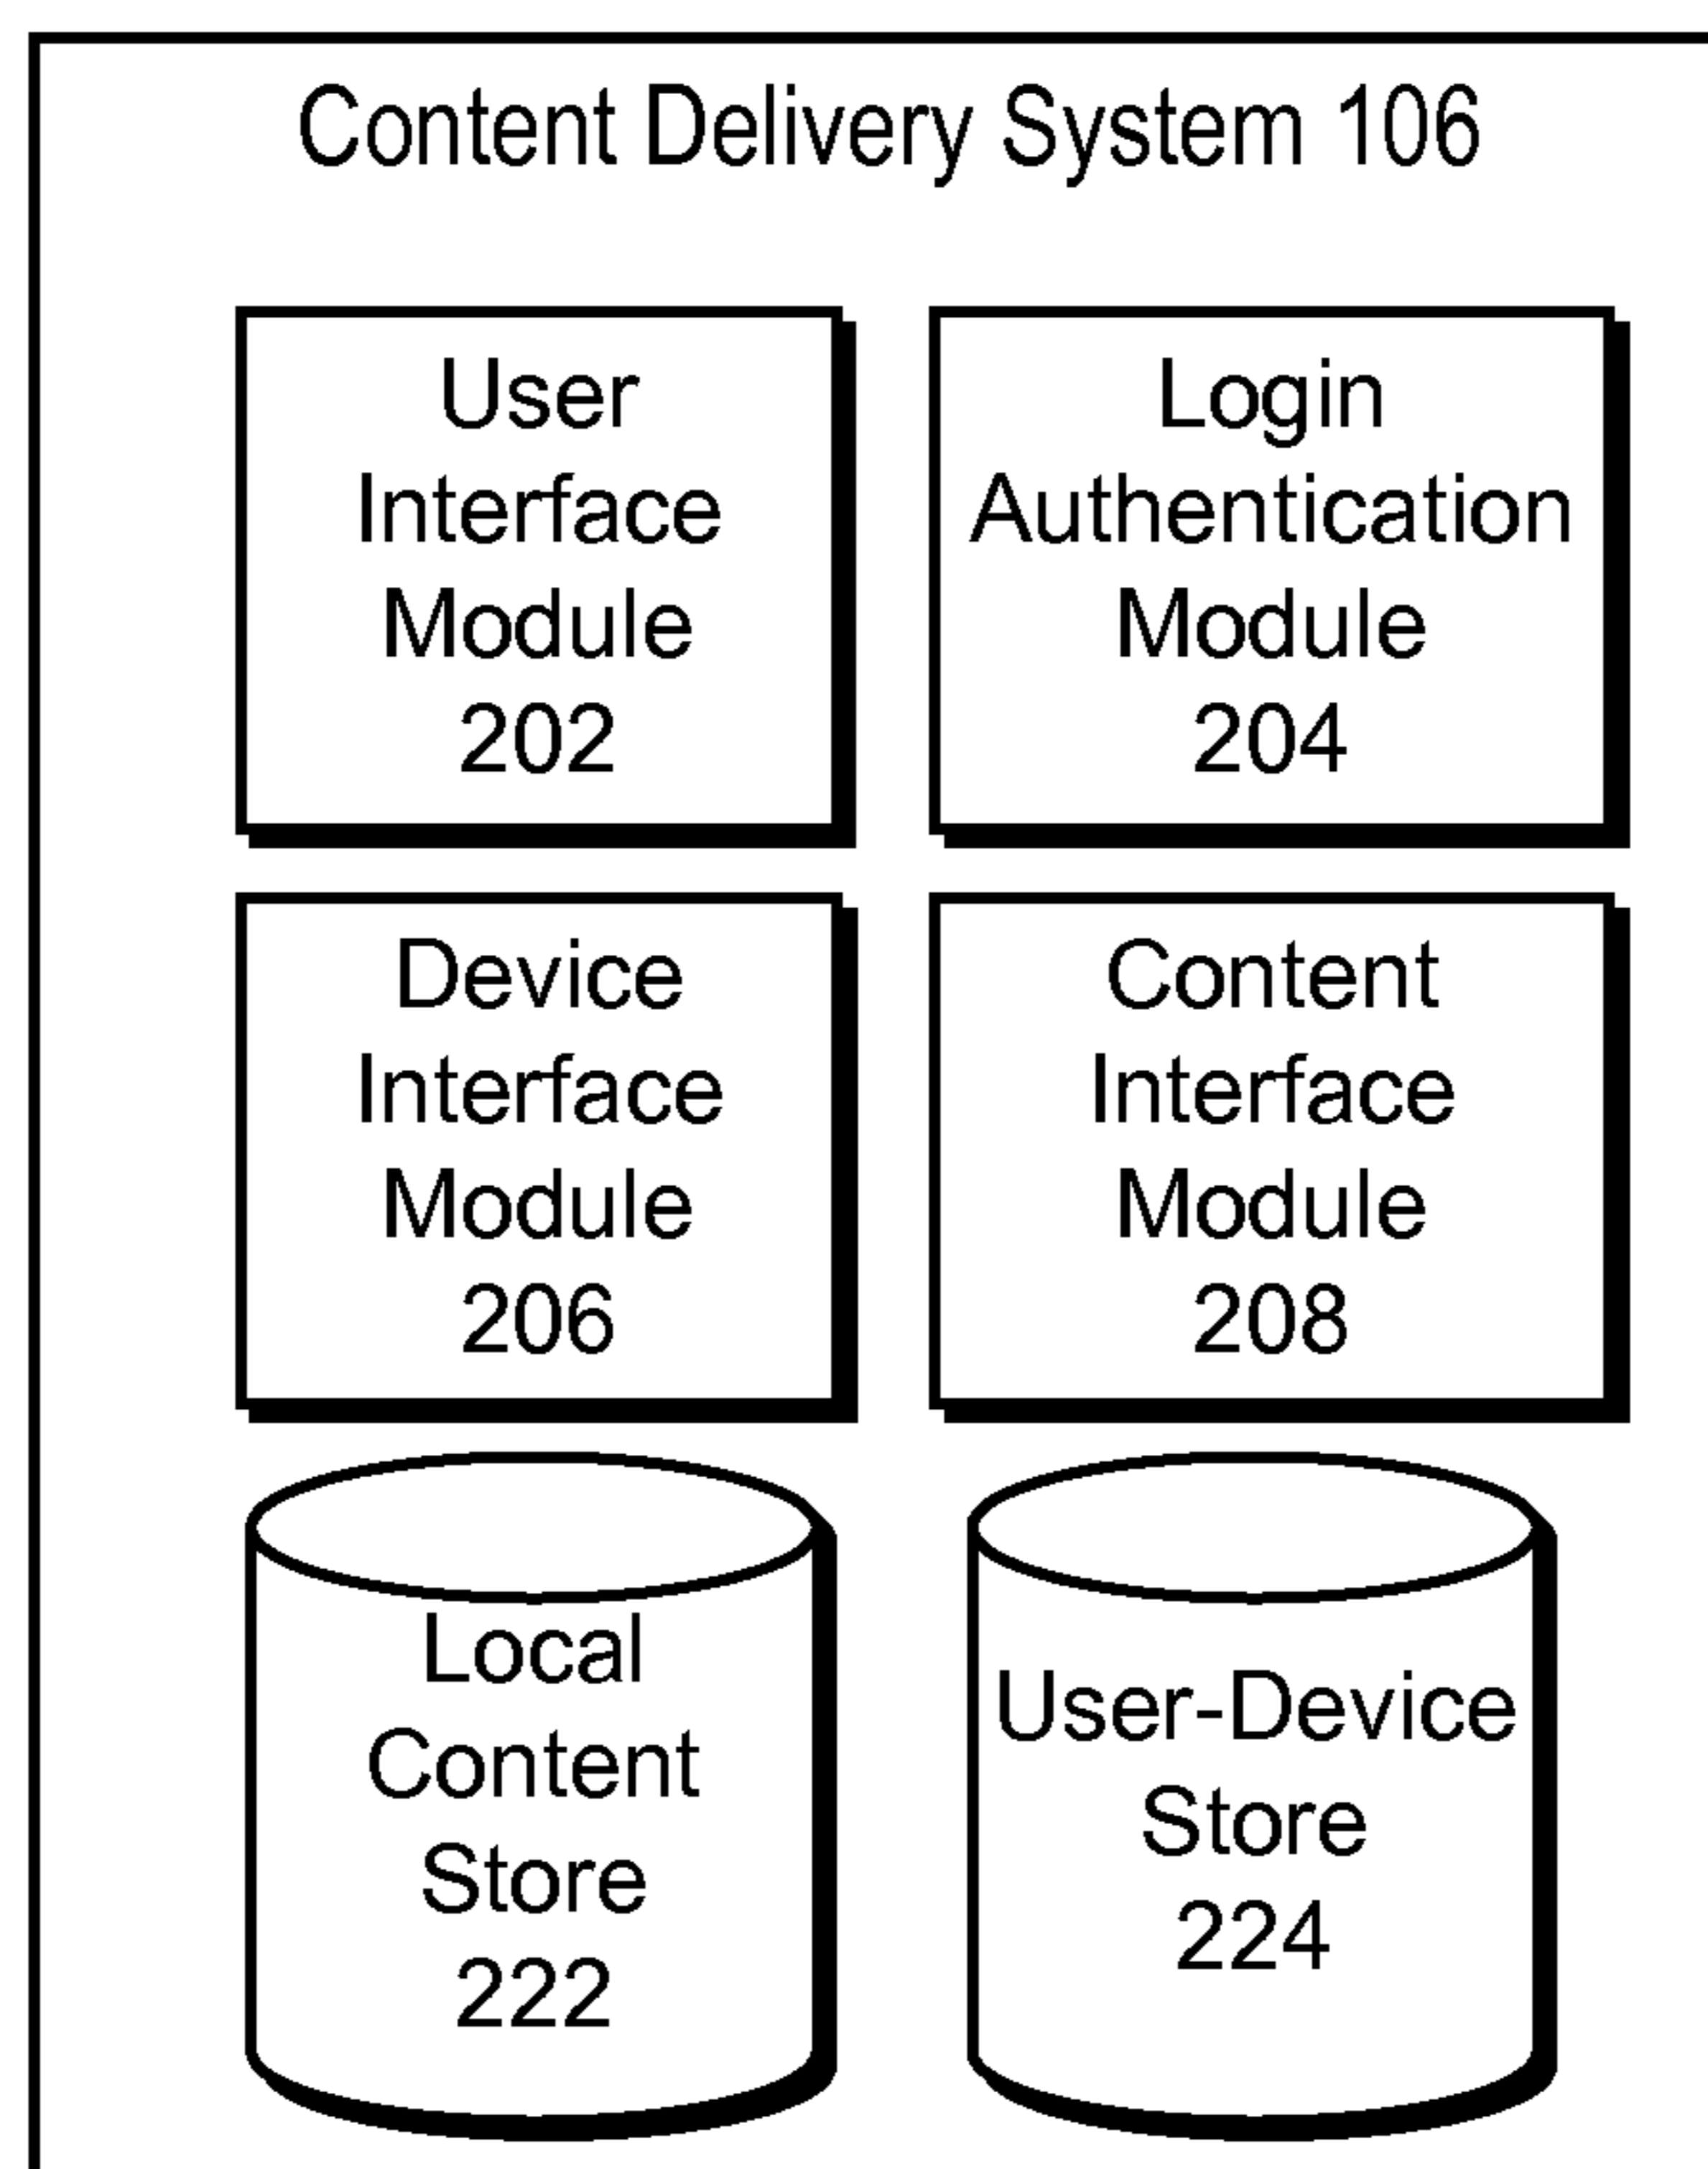 Content Delivery System 106
User
Interface
Module
202
Login
Authentication
Module
204
Device
Interface
Module
206
Content
Interface
Module
208
Local
Content
Store
222
User-Device
Store
224